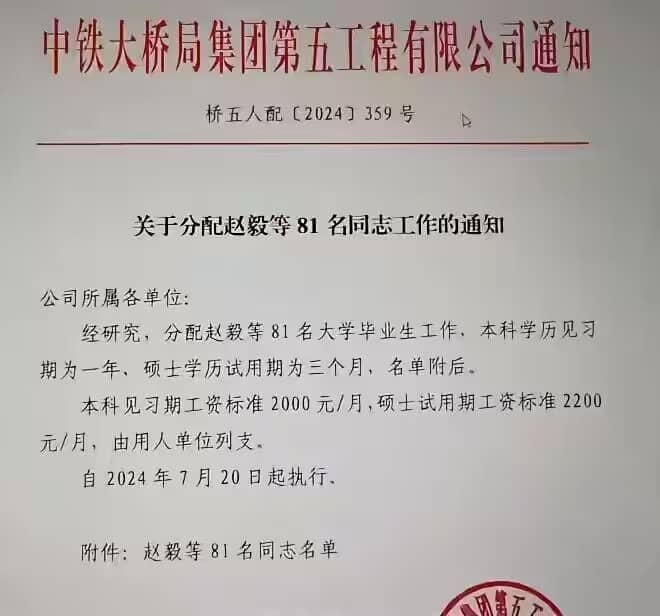 中铁大桥局集团第五工程有限公司通知
桥五人配〔2024〕359 号
关于分配赵毅等 81 名同志工作的通知
公司所属各单位：
经研究，分配赵毅等 81 名大学毕业生工作、本科学历见习
期为一年、硕士学历试用期为三个月，名单附后。
本科见习期工资标准 2000 元/月,硕士试用期工资标准 2200
元/月，由用人单位列支。
自 2024 年 7 月 20 日起执行、
附件：赵毅等 81 名同志名单
集团第五工